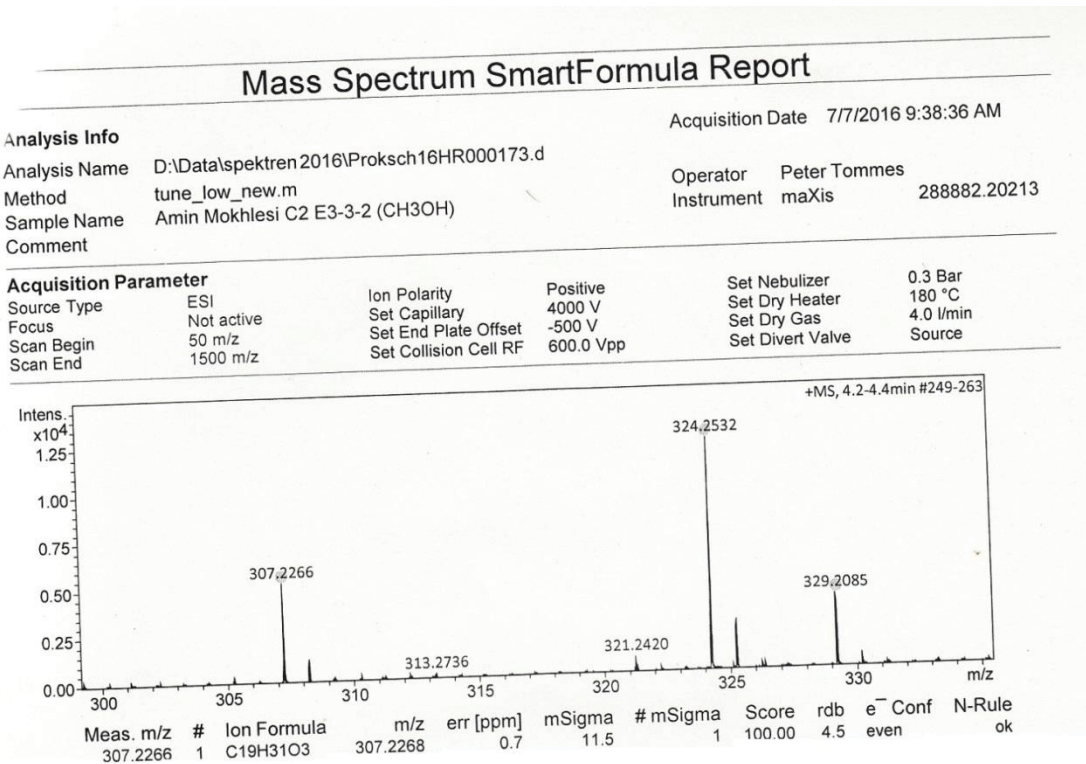 Mass Spectrum SmartFormula Report
Analysis Info
Acquisition Date 7/7/2016 9:38:36 AM
Analysis Name D:\Data\spektren 2016\Proksch16HR000173.d
Method tune_low_new.m
Operator Peter Tommes
Sample Name Amin Mokhlesi C2 E3-3-2 (CH3OH)
Instrument maXis 288882.20213
Comment
Acquisition Parameter
Source Type ESI Ion Polarity Positive Set Nebulizer 0.3 Bar
Focus Not active Set Capillary 4000 V Set Dry Heater 180 °C
Scan Begin 50 m/z Set End Plate Offset -500 V Set Dry Gas 4.0 l/min
Scan End 1500 m/z Set Collision Cell RF 600.0 Vpp Set Divert Valve Source
Intens.
x10⁴
+MS, 4.2-4.4min #249-263
324.2532
1.25
1.00
0.75
307.2266
329.2085
0.50
0.25
321.2420
313.2736
0.00
300 305 310 315 320 325 330 m/z
Meas. m/z # Ion Formula m/z err [ppm] mSigma # mSigma Score rdb e⁻ Conf N-Rule
307.2266 1 C19H31O3 307.2268 0.7 11.5 1 100.00 4.5 even ok